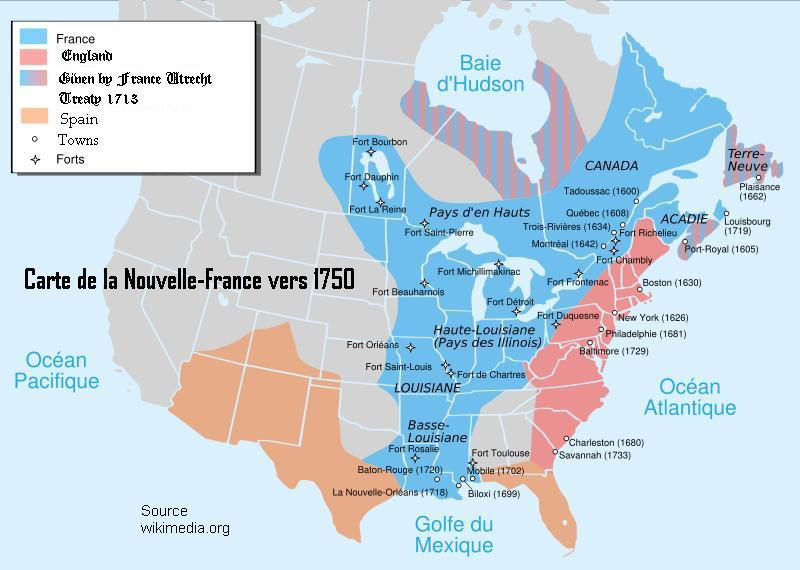 France
England
Given by France Utrecht
Treaty 1713
Spain
Towns
Forts
Baie
d'Hudson
Terre-
Neuve
Plaisance
(1662)
CANADA
Tadoussac (1600)
Québec (1608)
Trois-Rivières (1634)
Montréal (1642)
Fort Richelieu
Fort Chambly
ACADIE
Louisbourg
(1719)
Port-Royal (1605)
Fort Bourbon
Fort Dauphin
Fort La Reine
Pays d'en Hauts
Fort Saint-Pierre
Fort Michillimakinac
Fort Frontenac
Fort Beauharnois
Fort Détroit
Boston (1630)
Carte de la Nouvelle-France vers 1750
Fort Duquesne
New York (1626)
Haute-Louisiane
(Pays des Illinois)
Philadelphie (1681)
Baltimore (1729)
Fort Orléans
Fort Saint-Louis
Fort de Chartres
LOUISIANE
Océan
Pacifique
Océan
Atlantique
Basse-
Louisiane
Fort Rosalie
Fort Toulouse
Charleston (1680)
Savannah (1733)
Baton-Rouge (1720)
Mobile (1702)
La Nouvelle-Orléans (1718)
Biloxi (1699)
Golfe du
Mexique
Source
wikimedia.org